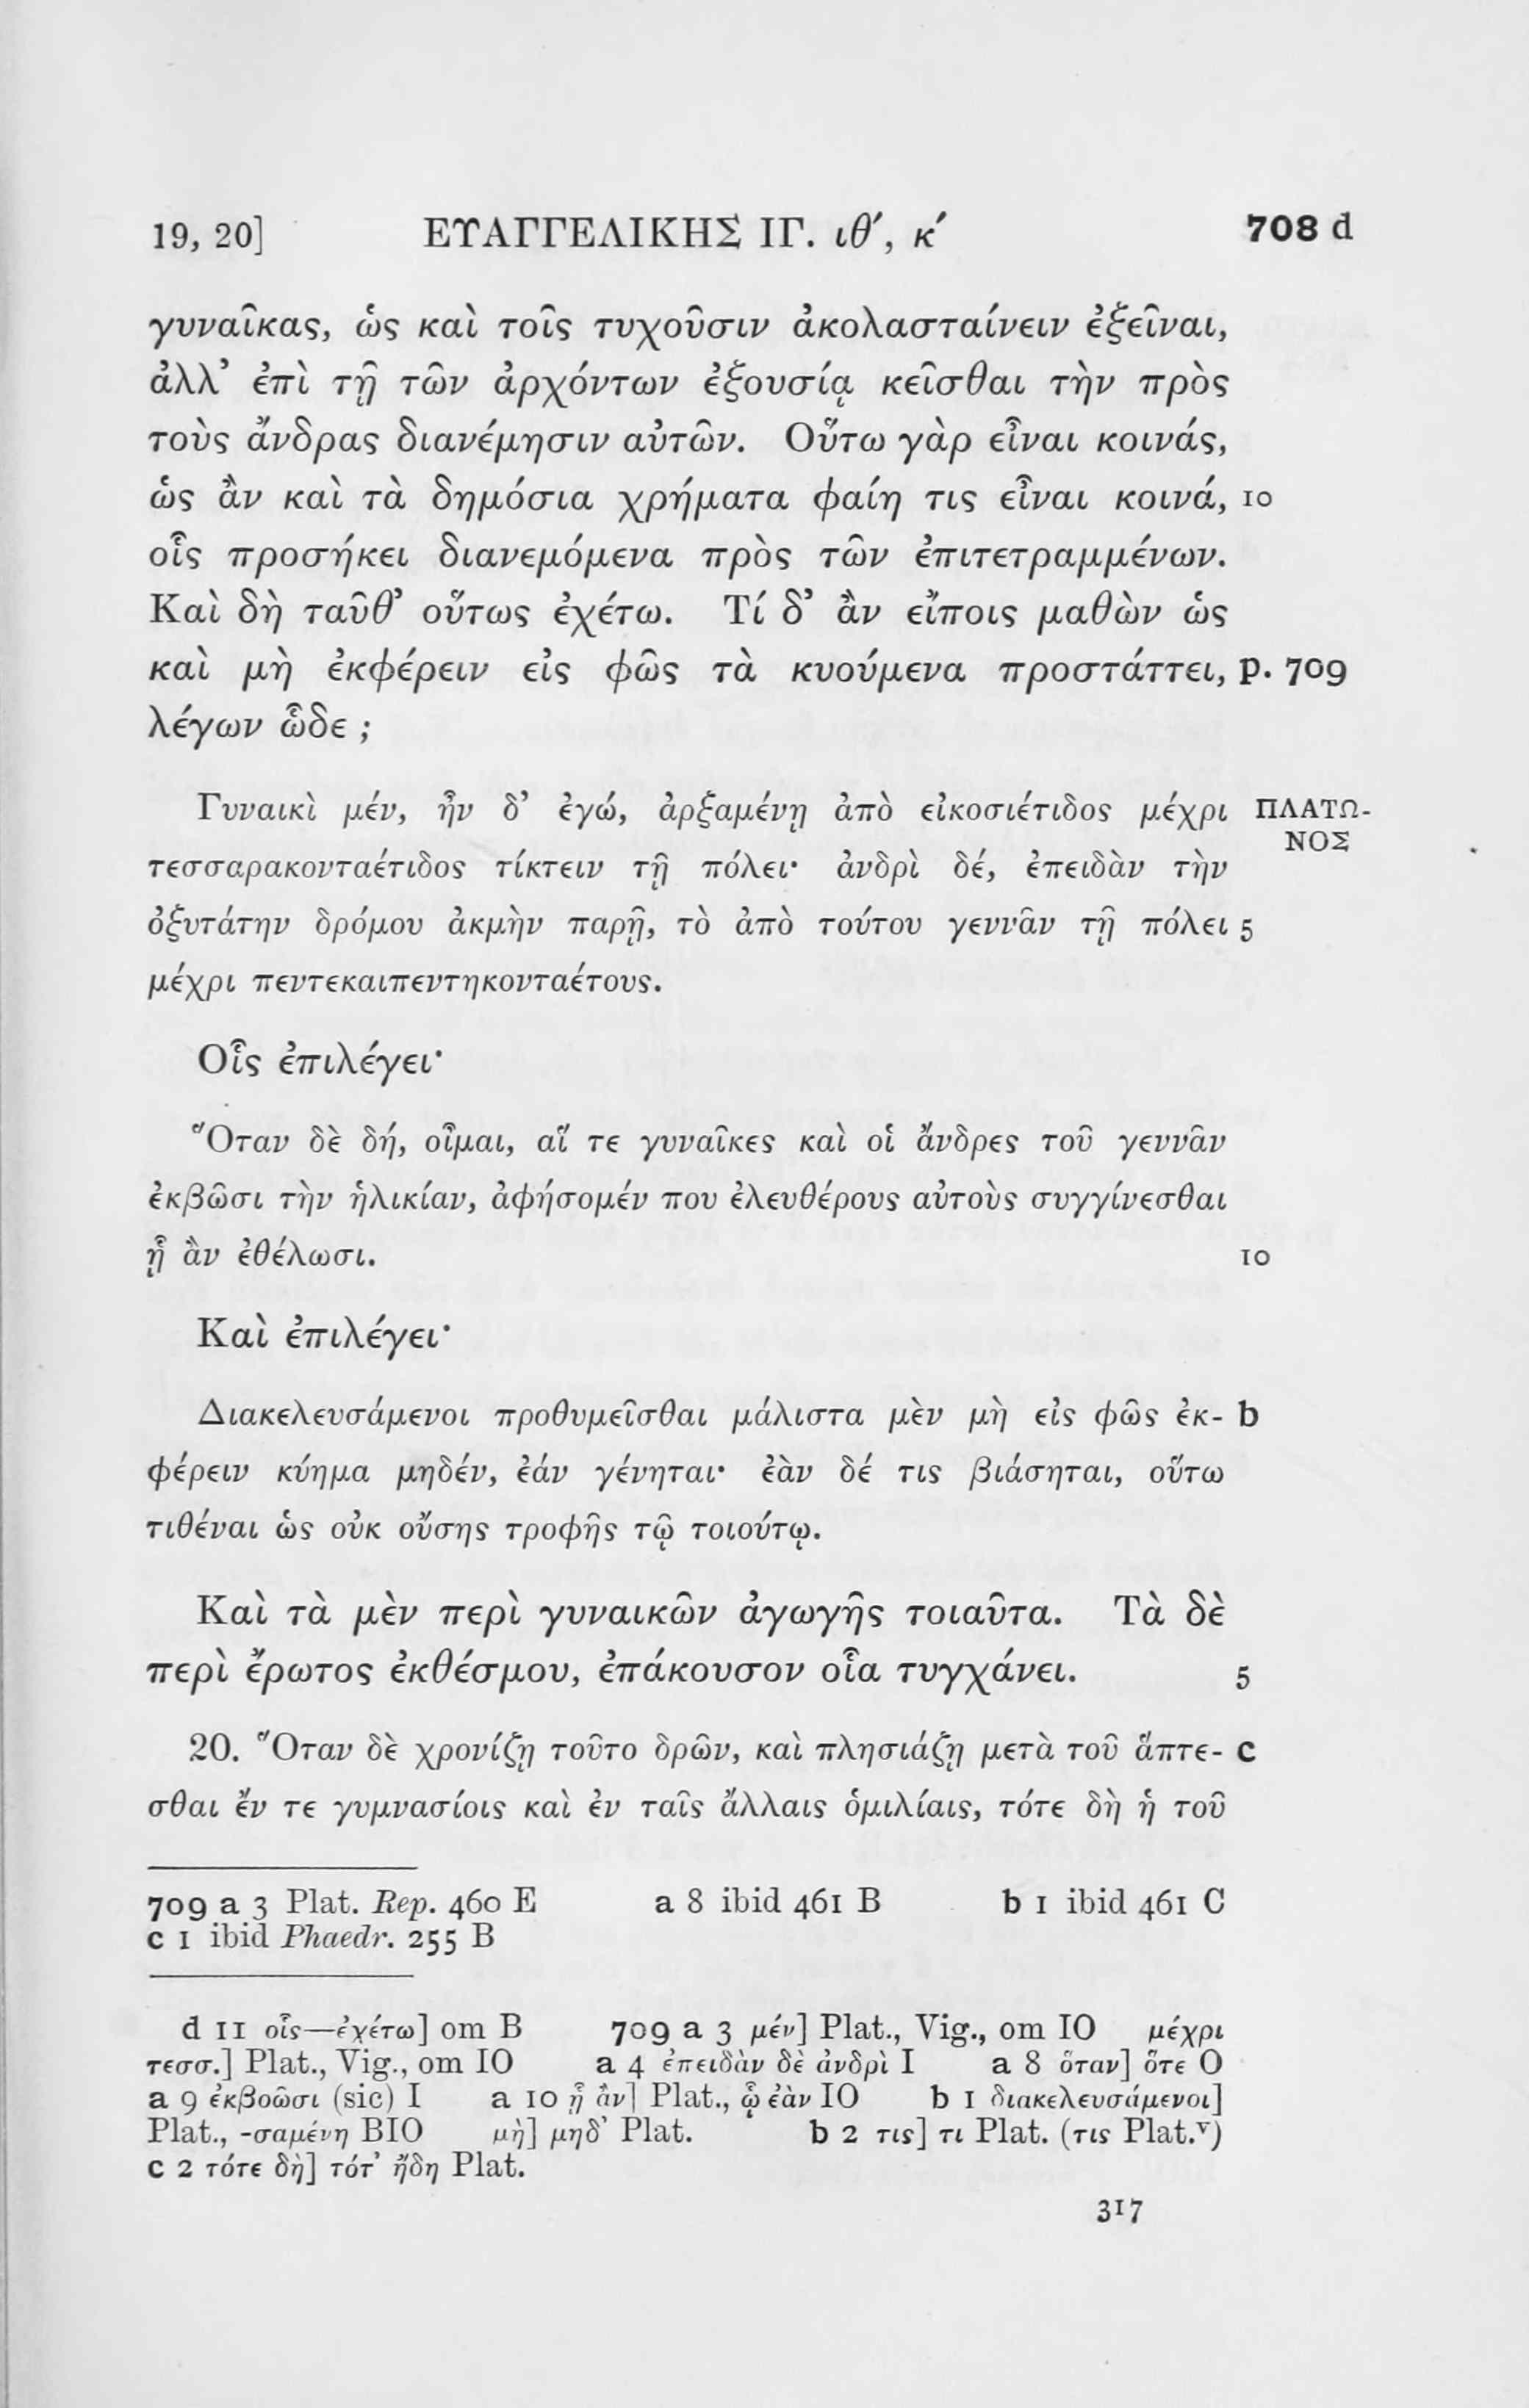 19, 20] ΕΥΑΓΓΕΛΙΚΗΣ ΙΓ. ιθ′, κ′ 708 d
γυναῖκας, ὡς καὶ τοῖς τυχοῦσιν ἀκολασταίνειν ἐξεῖναι,
ἀλλ’ ἐπὶ τῇ τῶν ἀρχόντων ἐξουσίᾳ κεῖσθαι τὴν πρὸς
τοὺς ἄνδρας διανέμησιν αὐτῶν. Οὕτω γὰρ εἶναι κοινάς,
ὡς ἂν καὶ τὰ δημόσια χρήματα φαίη τις εἶναι κοινά, 10
οἷς προσήκει διανεμόμενα πρὸς τῶν ἐπιτετραμμένων.
Καὶ δὴ ταῦθ’ οὕτως ἐχέτω. Τί δ’ ἂν εἴποις μαθὼν ὡς
καὶ μὴ ἐκφέρειν εἰς φῶς τὰ κυούμενα προστάττει, p. 709
λέγων ὧδε ;
Γυναικὶ μέν, ἦν δ’ ἐγώ, ἀρξαμένῃ ἀπὸ εἰκοσιέτιδος μέχρι ΠΛΑΤΩ-
ΝΟΣ
τεσσαρακονταέτιδος τίκτειν τῇ πόλει· ἀνδρὶ δέ, ἐπειδὰν τὴν
ὀξυτάτην δρόμου ἀκμὴν παρῇ, τὸ ἀπὸ τούτου γεννᾶν τῇ πόλει 5
μέχρι πεντεκαιπεντηκονταέτους.
Οἷς ἐπιλέγει·
Ὅταν δὲ δή, οἶμαι, αἵ τε γυναῖκες καὶ οἱ ἄνδρες τοῦ γεννᾶν
ἐκβῶσι τὴν ἡλικίαν, ἀφήσομέν που ἐλευθέρους αὐτοὺς συγγίνεσθαι
ᾗ ἂν ἐθέλωσι. 10
Καὶ ἐπιλέγει·
Διακελευσάμενοι προθυμεῖσθαι μάλιστα μὲν μὴ εἰς φῶς ἐκ- b
φέρειν κύημα μηδέν, ἐάν γένηται· ἐὰν δέ τις βιάσηται, οὕτω
τιθέναι ὡς οὐκ οὔσης τροφῆς τῷ τοιούτῳ.
Καὶ τὰ μὲν περὶ γυναικῶν ἀγωγῆς τοιαῦτα. Τὰ δὲ
περὶ ἔρωτος ἐκθέσμου, ἐπάκουσον οἷα τυγχάνει. 5
20. Ὅταν δὲ χρονίζῃ τοῦτο δρῶν, καὶ πλησιάζῃ μετὰ τοῦ ἅπτε- c
σθαι ἔν τε γυμνασίοις καὶ ἐν ταῖς ἄλλαις ὁμιλίαις, τότε δὴ ἡ τοῦ
709 a 3 Plat. Rep. 460 E a 8 ibid 461 B b 1 ibid 461 C
c 1 ibid Phaedr. 255 B
d 11 οἷς—ἐχέτω] om B 709 a 3 μέν] Plat., Vig., om IO μέχρι
τεσσ.] Plat., Vig., om IO a 4 ἐπειδὰν δὲ ἀνδρὶ I a 8 ὅταν] ὅτε O
a 9 ἐκβοῶσι (sic) I a 10 ᾗ ἂν] Plat., ᾧ ἐὰν IO b 1 διακελευσάμενοι]
Plat., -σαμένη BIO μὴ] μηδ’ Plat. b 2 τις] τι Plat. (τις Plat.ᵛ)
c 2 τότε δὴ] τότ’ ἤδη Plat.
317